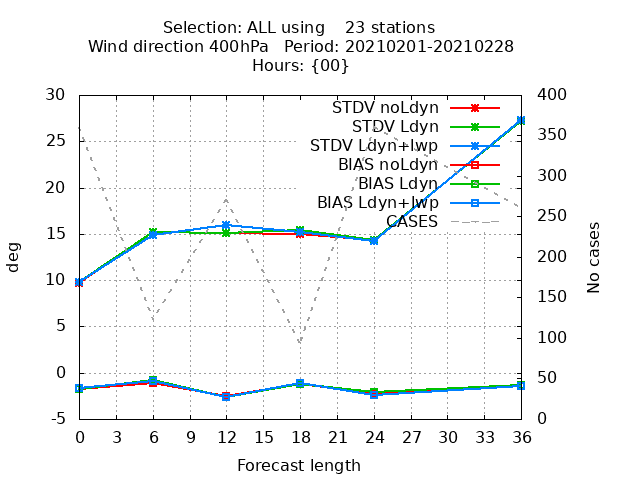 Selection: ALL using    23 stations
Wind direction 400hPa   Period: 20210201-20210228
Hours: {00}
30 400
STDV noLdyn
STDV Ldyn
STDV Ldyn+lwp
BIAS noLdyn
BIAS Ldyn
BIAS Ldyn+lwp
CASES
25
20
15
10
5
0
-5
350
300
250
200
150
100
50
0
deg
No cases
0 3 6 9 12 15 18 21 24 27 30 33 36
Forecast length